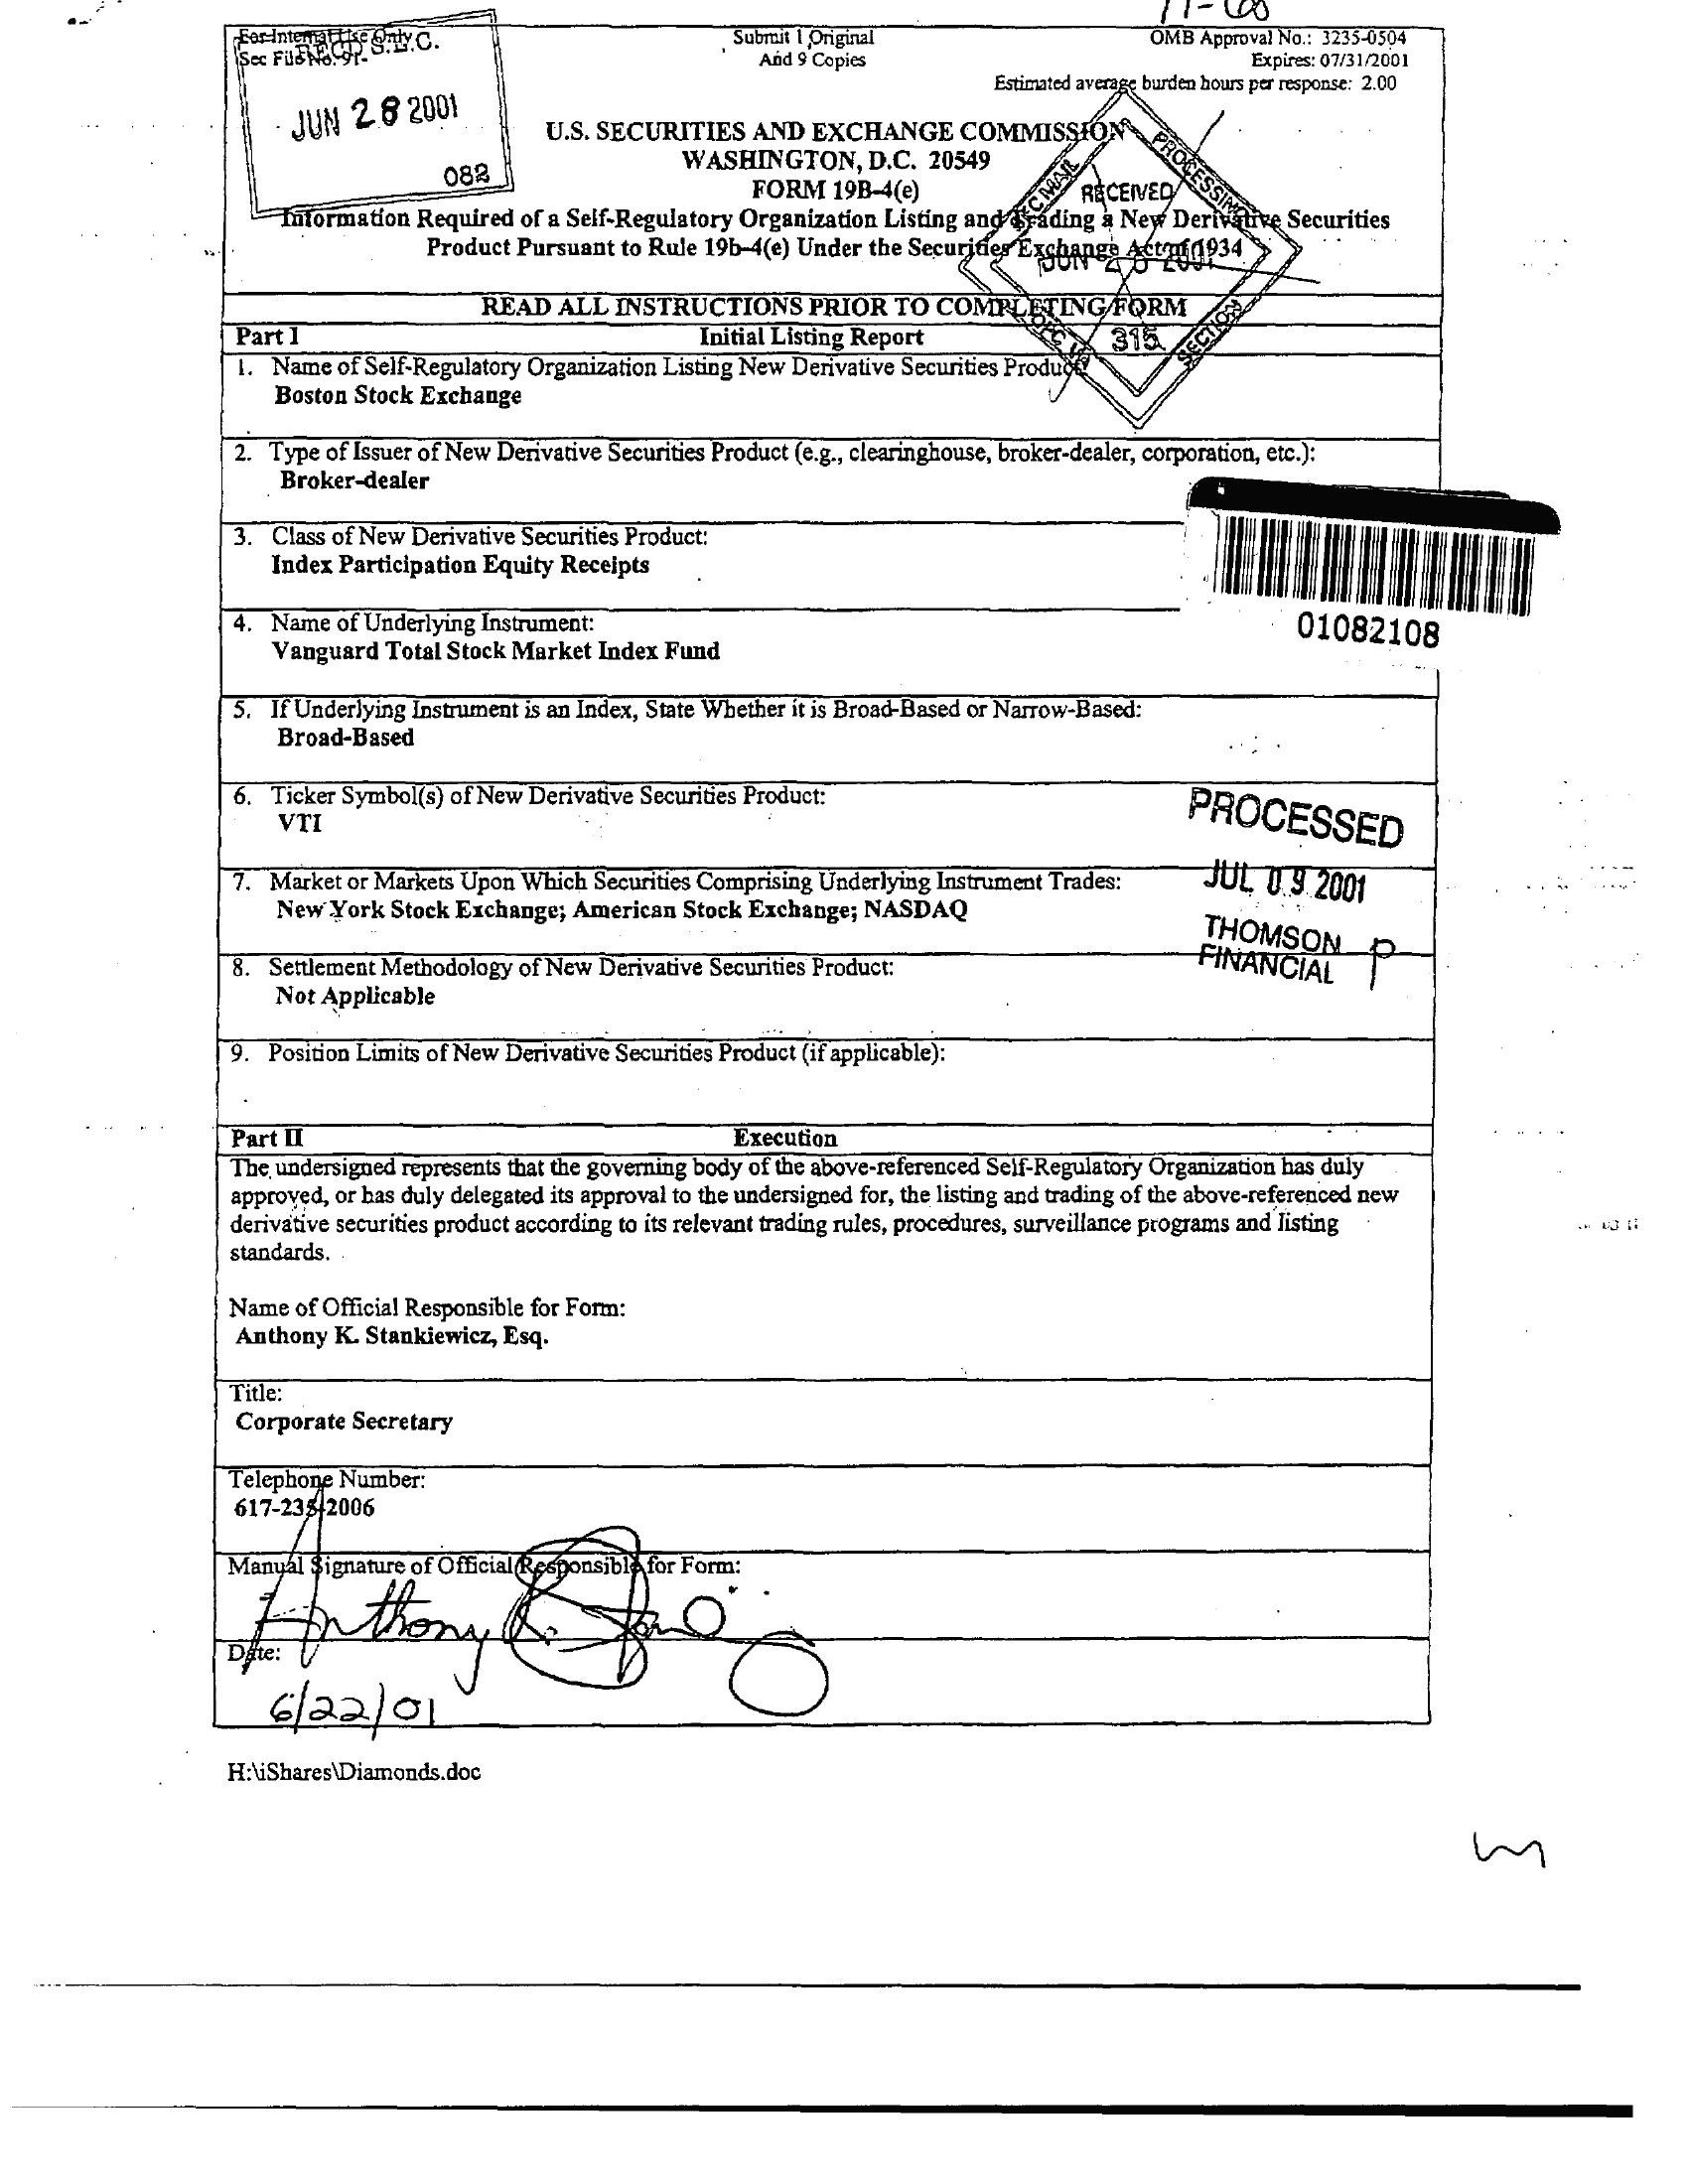 11-60
For Internal Use Only
Sec File No. 91-
REC'D S.E.C.
JUN 28 2001
082
Submit 1 Original
And 9 Copies
OMB Approval No.: 3235-0504
Expires: 07/31/2001
Estimated average burden hours per response: 2.00
U.S. SECURITIES AND EXCHANGE COMMISSION
WASHINGTON, D.C. 20549
FORM 19B-4(e)
Information Required of a Self-Regulatory Organization Listing and Trading a New Derivative Securities
Product Pursuant to Rule 19b-4(e) Under the Securities Exchange Act of 1934
PROCESSING
RECEIVED
JUN 28 2001
315
SECTION
READ ALL INSTRUCTIONS PRIOR TO COMPLETING FORM
Part I Initial Listing Report
1. Name of Self-Regulatory Organization Listing New Derivative Securities Product:
Boston Stock Exchange
2. Type of Issuer of New Derivative Securities Product (e.g., clearinghouse, broker-dealer, corporation, etc.):
Broker-dealer
3. Class of New Derivative Securities Product:
Index Participation Equity Receipts
01082108
4. Name of Underlying Instrument:
Vanguard Total Stock Market Index Fund
5. If Underlying Instrument is an Index, State Whether it is Broad-Based or Narrow-Based:
Broad-Based
6. Ticker Symbol(s) of New Derivative Securities Product:
VTI
PROCESSED
JUL 09 2001
THOMSON
FINANCIAL
P
7. Market or Markets Upon Which Securities Comprising Underlying Instrument Trades:
New York Stock Exchange; American Stock Exchange; NASDAQ
8. Settlement Methodology of New Derivative Securities Product:
Not Applicable
9. Position Limits of New Derivative Securities Product (if applicable):
Part II Execution
The undersigned represents that the governing body of the above-referenced Self-Regulatory Organization has duly
approved, or has duly delegated its approval to the undersigned for, the listing and trading of the above-referenced new
derivative securities product according to its relevant trading rules, procedures, surveillance programs and listing
standards.
Name of Official Responsible for Form:
Anthony K. Stankiewicz, Esq.
Title:
Corporate Secretary
Telephone Number:
617-235-2006
Manual Signature of Official Responsible for Form:
Anthony
Date:
6/22/01
H:\iShares\Diamonds.doc